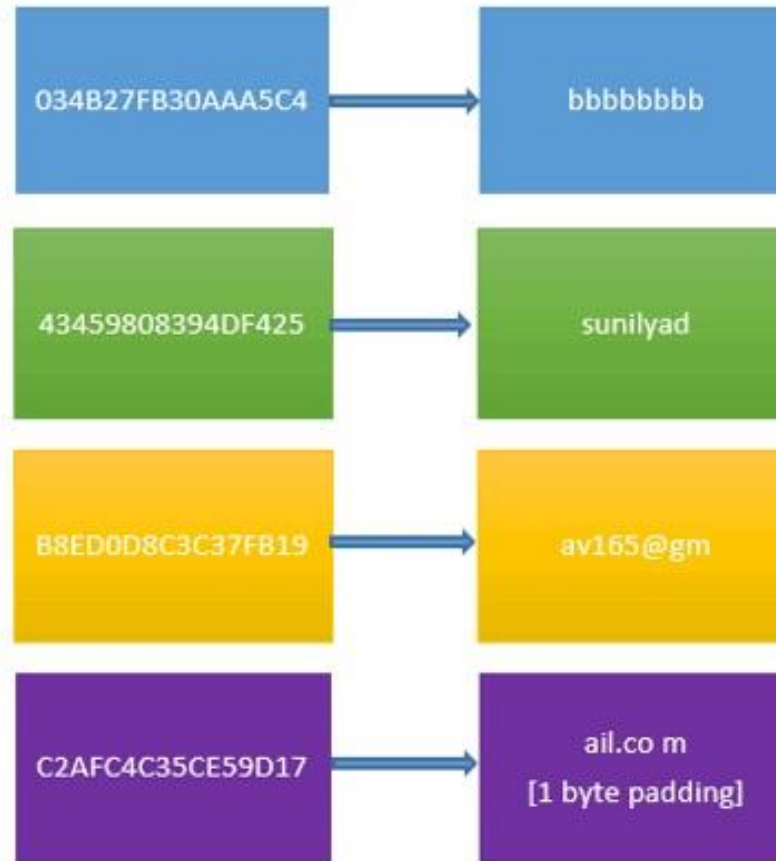 034B27FB30AAA5C4
bbbbbbbb
43459808394DF425
sunilyad
B8ED0D8C3C37FB19
av165@gm
C2AFC4C35CE59D17
ail.co m
[1 byte padding]